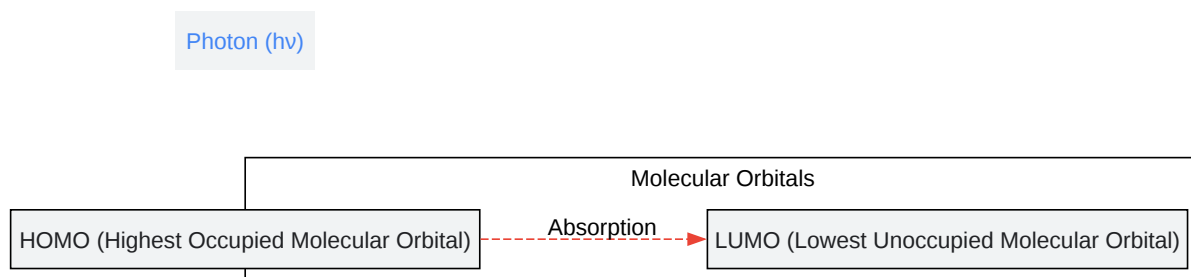 Photon (hν)
Molecular Orbitals
HOMO (Highest Occupied Molecular Orbital)
Absorption
LUMO (Lowest Unoccupied Molecular Orbital)